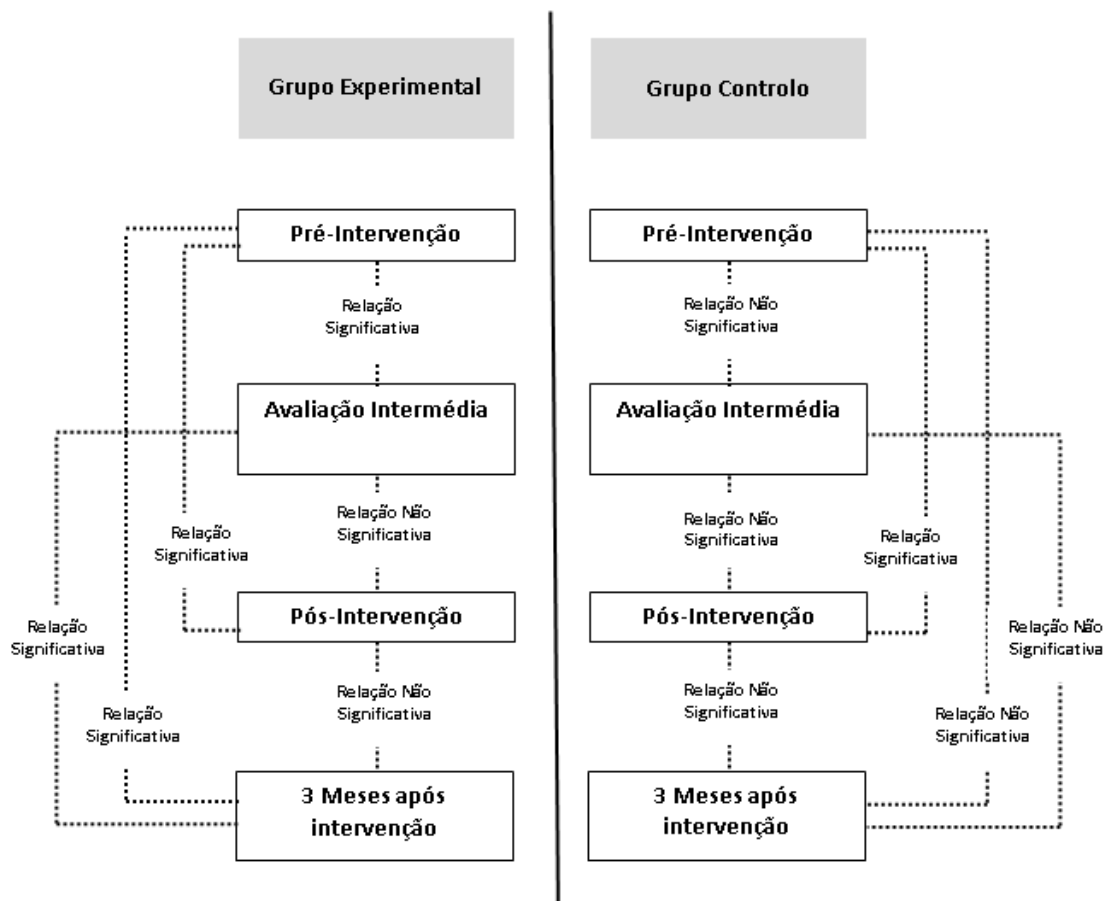 Grupo Experimental
Grupo Controlo
Pré-Intervenção
Pré-Intervenção
Relação
Significativa
Relação Não
Significativa
Avaliação Intermédia
Avaliação Intermédia
Relação
Significativa
Relação Não
Significativa
Relação Não
Significativa
Relação
Significativa
Pós-Intervenção
Pós-Intervenção
Relação
Significativa
Relação Não
Significativa
Relação Não
Significativa
Relação Não
Significativa
Relação
Significativa
Relação Não
Significativa
3 Meses após
intervenção
3 Meses após
intervenção